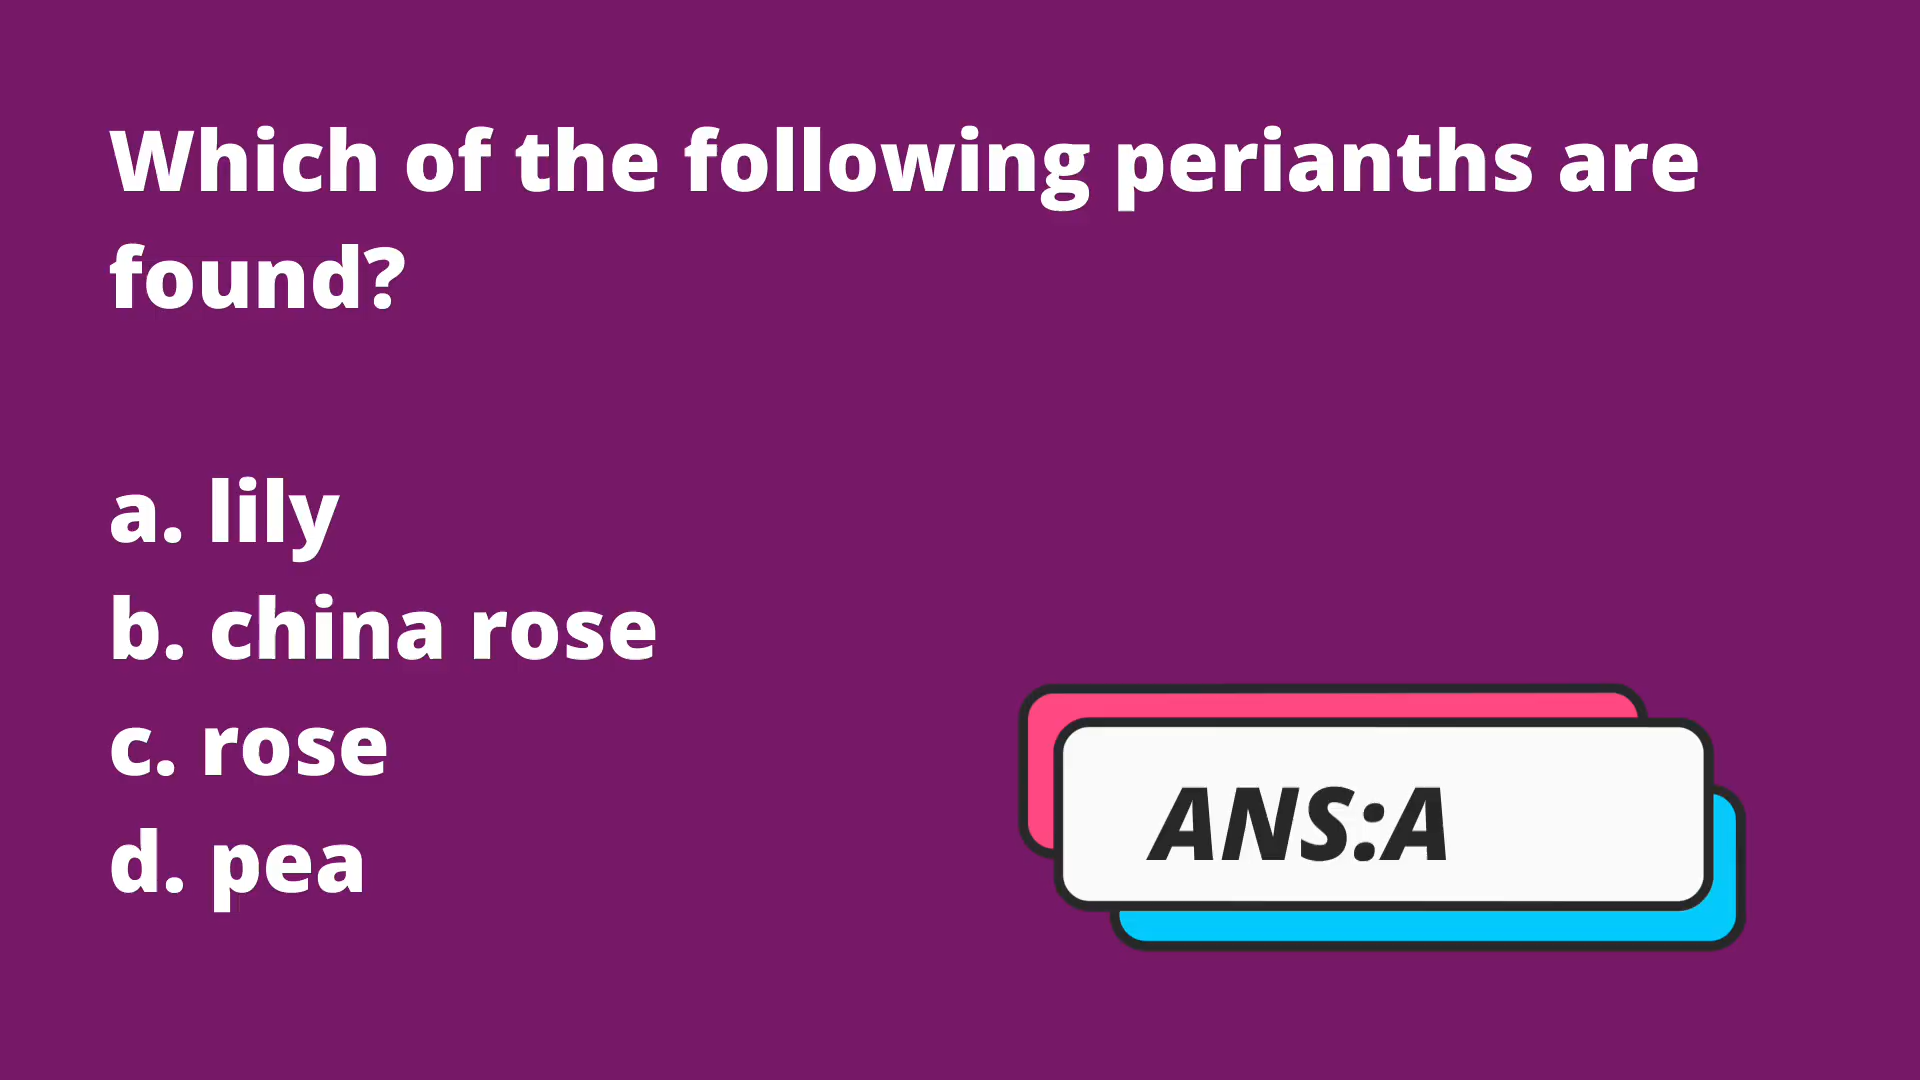 Which of the following perianths are
found?
a. lily
b. china rose
c. rose
d. pea
ANS:A